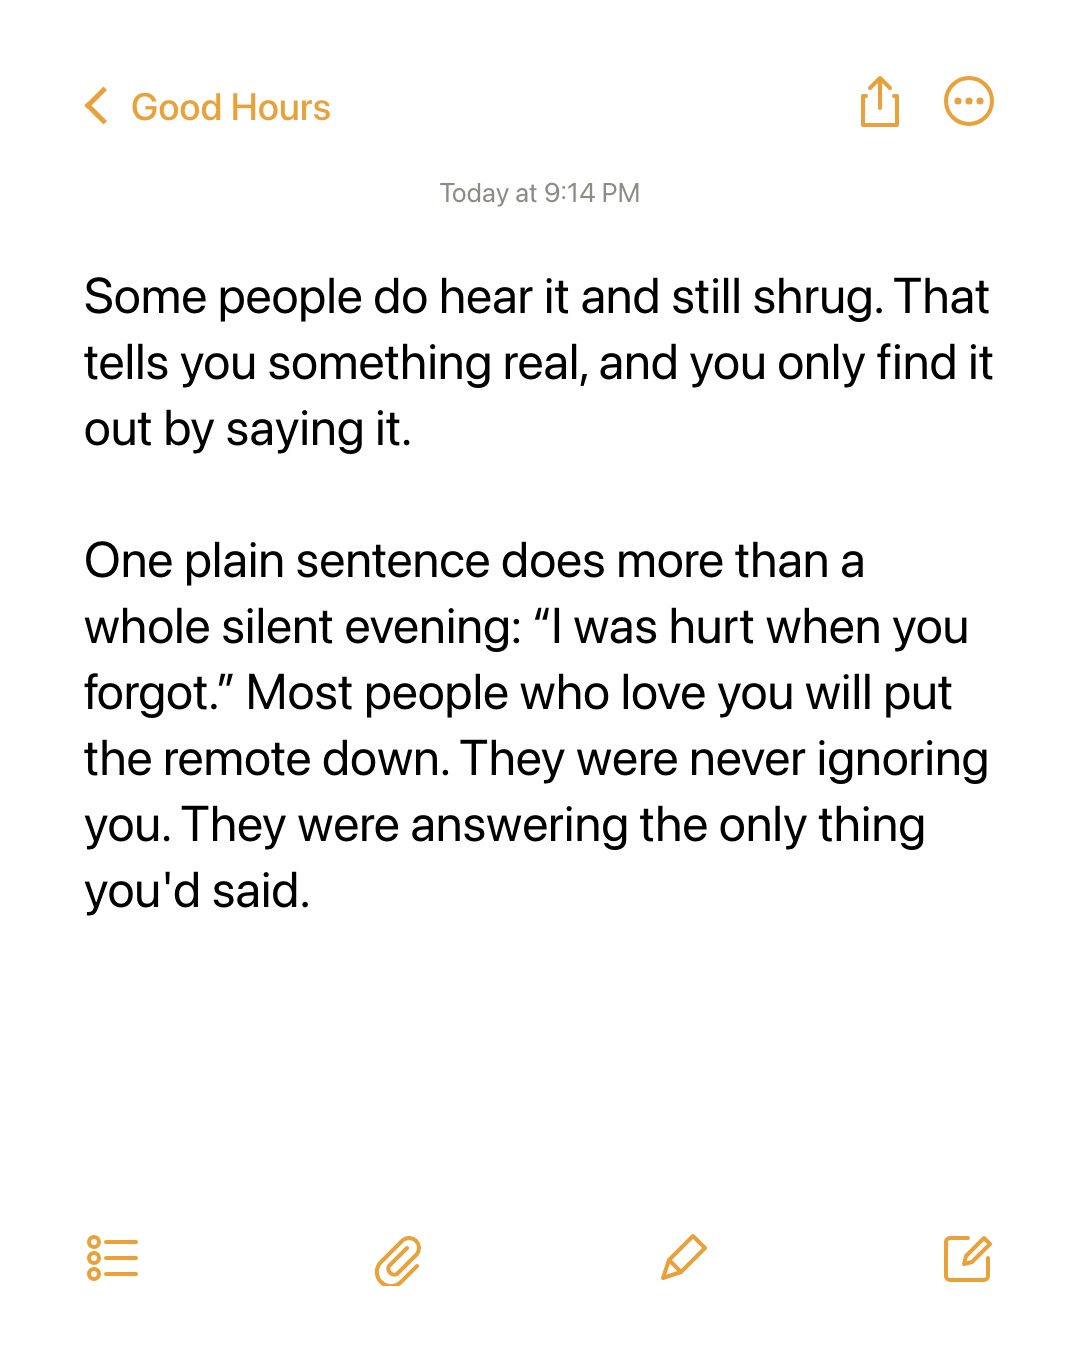 Good Hours
Today at 9:14 PM
Some people do hear it and still shrug. That
tells you something real, and you only find it
out by saying it.
One plain sentence does more than a
whole silent evening: “I was hurt when you
forgot.” Most people who love you will put
the remote down. They were never ignoring
you. They were answering the only thing
you'd said.